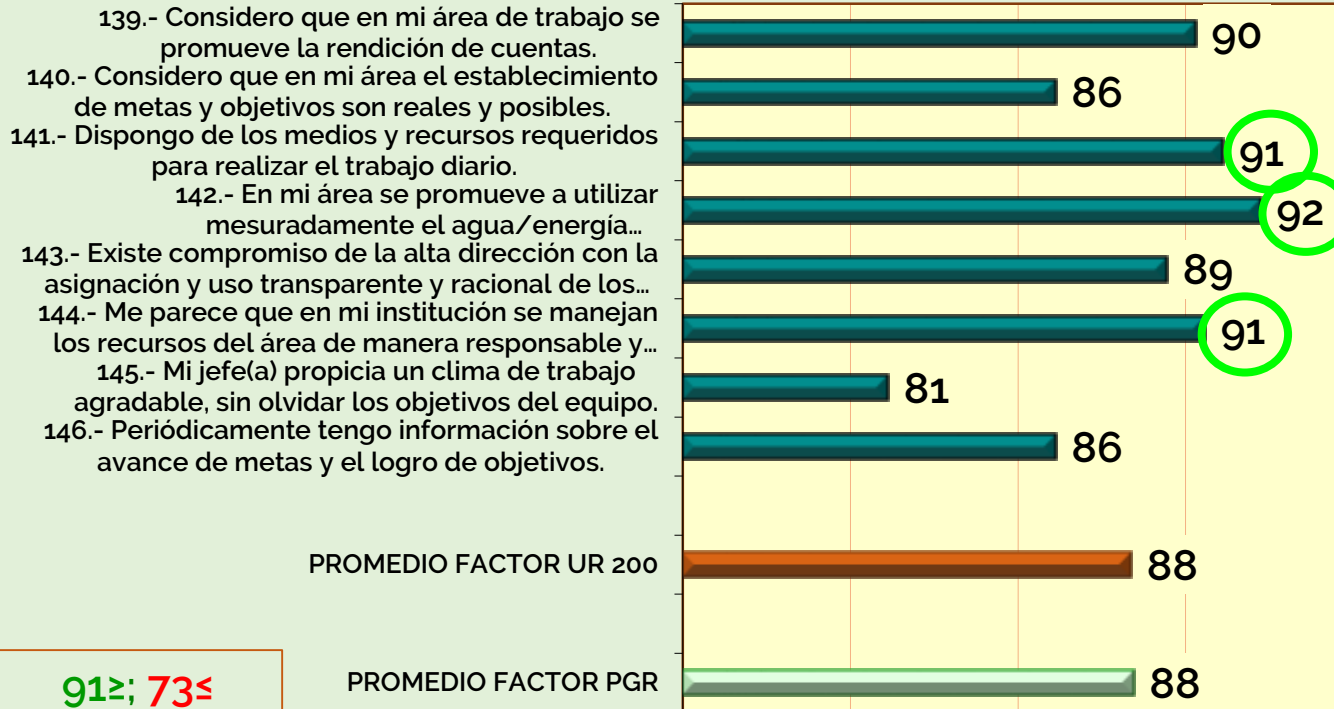 139.- Considero que en mi área de trabajo se
promueve la rendición de cuentas.
90
140.- Considero que en mi área el establecimiento
de metas y objetivos son reales y posibles.
86
141.- Dispongo de los medios y recursos requeridos
para realizar el trabajo diario.
91
142.- En mi área se promueve a utilizar
mesuradamente el agua/energía...
92
143.- Existe compromiso de la alta dirección con la
asignación y uso transparente y racional de los...
89
144.- Me parece que en mi institución se manejan
los recursos del área de manera responsable y...
91
145.- Mi jefe(a) propicia un clima de trabajo
agradable, sin olvidar los objetivos del equipo.
81
146.- Periódicamente tengo información sobre el
avance de metas y el logro de objetivos.
86
PROMEDIO FACTOR UR 200
88
PROMEDIO FACTOR PGR
88
91≥; 73≤